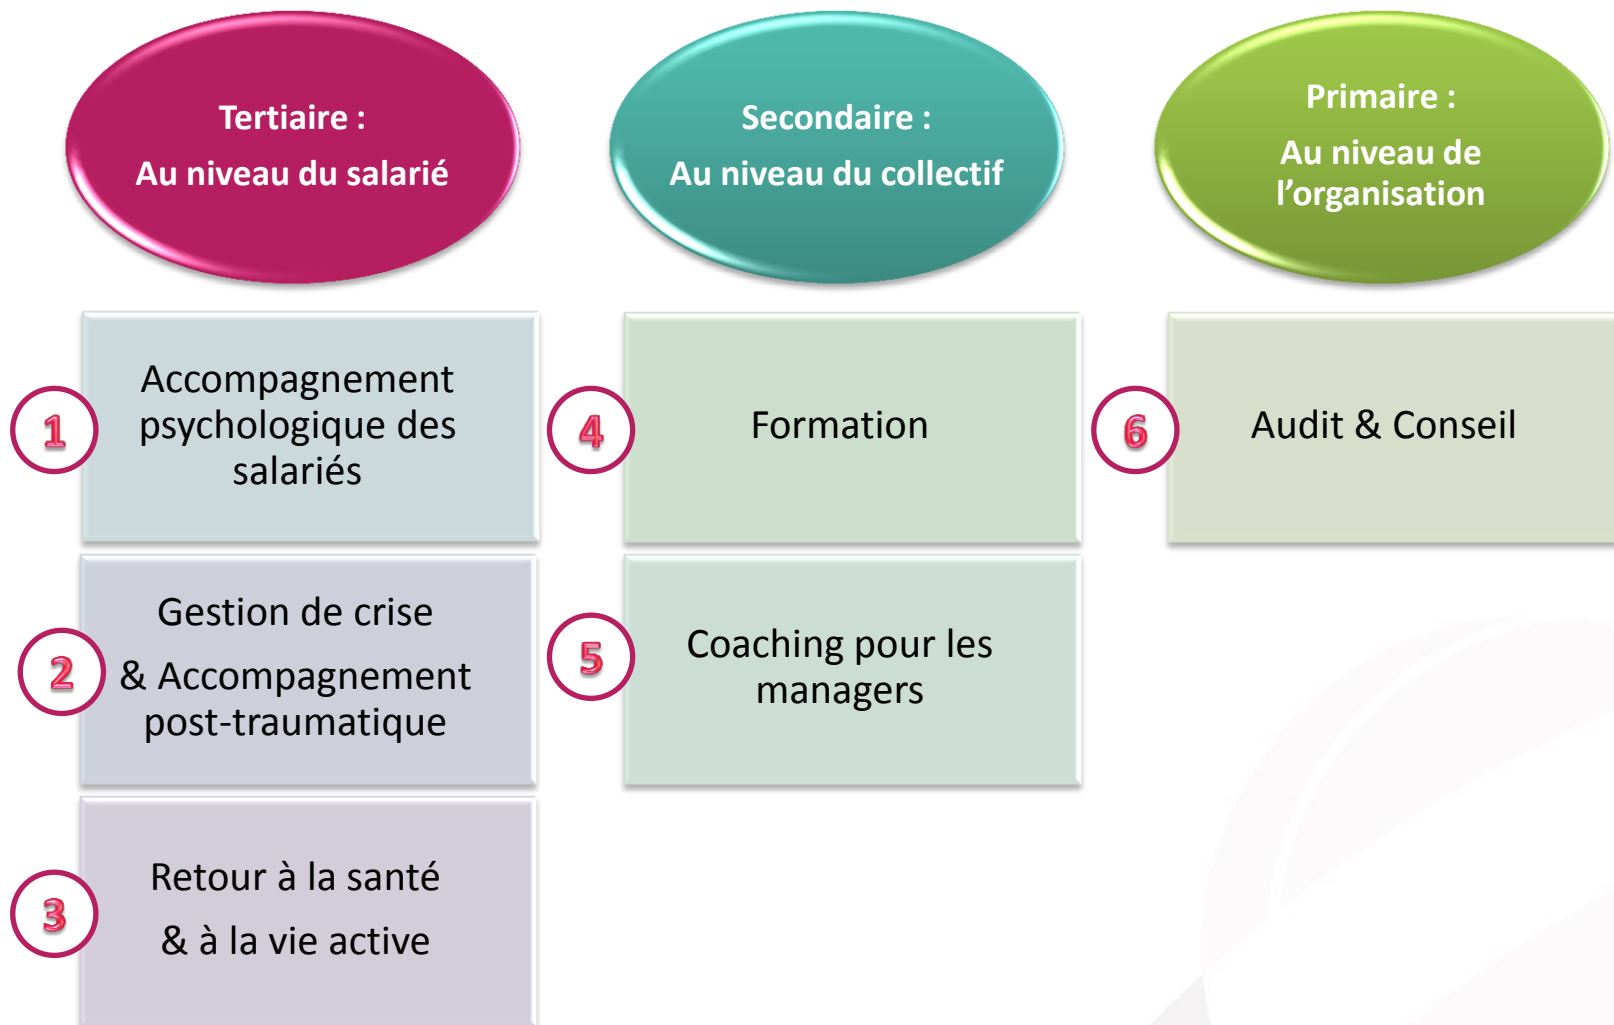 Tertiaire :
Au niveau du salarié
Secondaire :
Au niveau du collectif
Primaire :
Au niveau de
l’organisation
1
Accompagnement
psychologique des
salariés
2
Gestion de crise
& Accompagnement
post-traumatique
3
Retour à la santé
& à la vie active
4
Formation
5
Coaching pour les
managers
6
Audit & Conseil